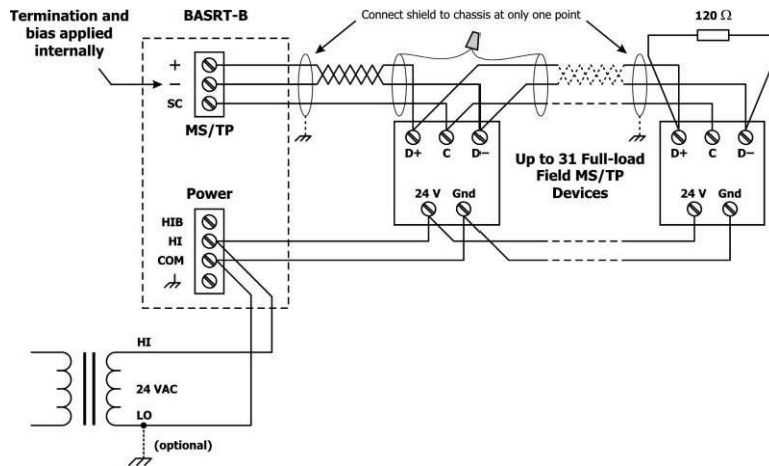 Termination and
bias applied
internally
BASRT-B
Connect shield to chassis at only one point
120 Ω
+
−
SC
MS/TP
D+ C D−
Up to 31 Full-load
Field MS/TP
Devices
D+ C D−
Power
24 V Gnd
24 V Gnd
HIB
HI
COM
HI
24 VAC
LO
(optional)